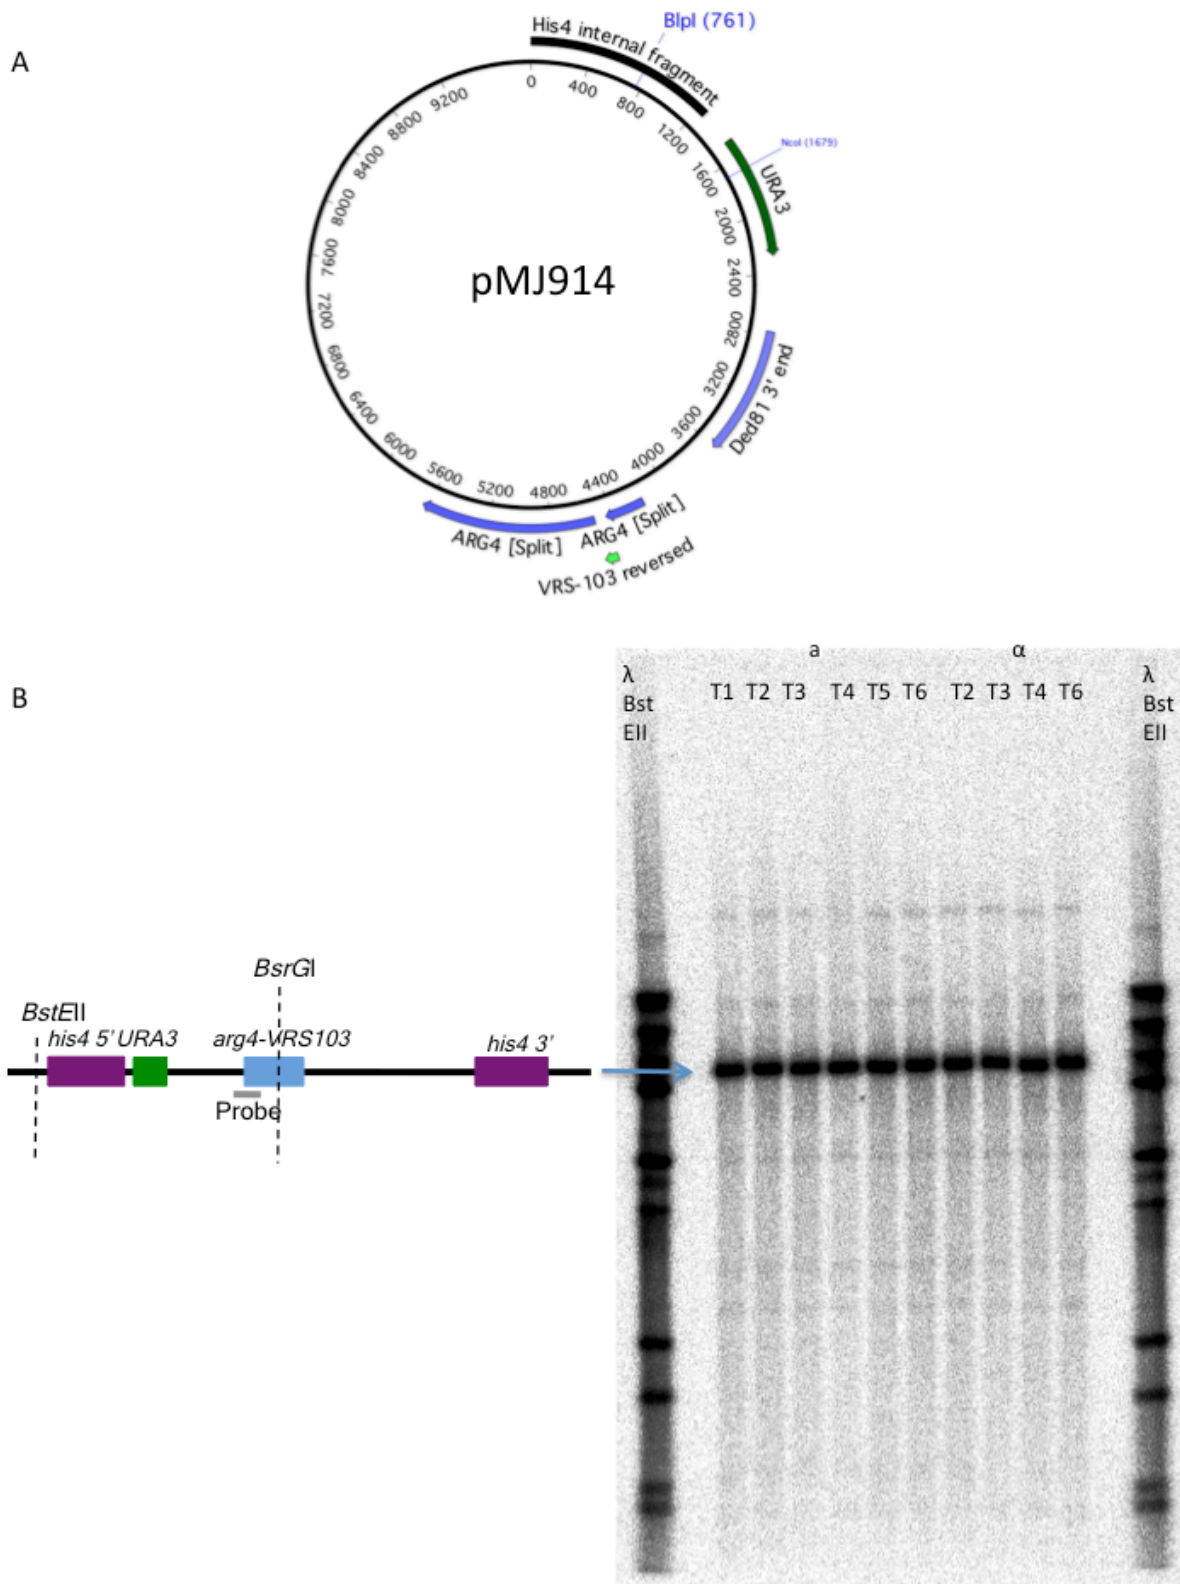 A
His4 internal fragment
BlpI (761)
NcoI (1679)
URA3
Ded81 3' end
ARG4 [Split]
ARG4 [Split]
VRS-103 reversed
pMJ914
0
400
800
1200
1600
2000
2400
2800
3200
3600
4000
4400
4800
5200
5600
6000
6400
6800
7200
7600
8000
8400
8800
9200
B
BstEII
his4 5' URA3
BsrGI
arg4-VRS103
his4 3'
Probe
a
α
λ
Bst
EII
T1 T2 T3 T4 T5 T6 T2 T3 T4 T6
λ
Bst
EII